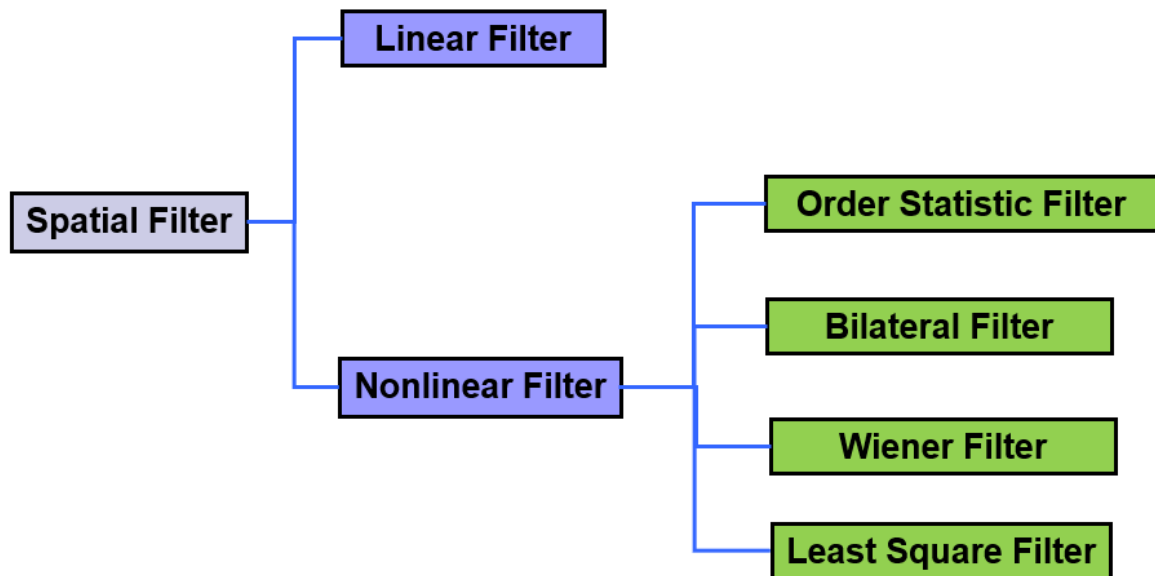 Linear Filter
Spatial Filter
Order Statistic Filter
Bilateral Filter
Nonlinear Filter
Wiener Filter
Least Square Filter